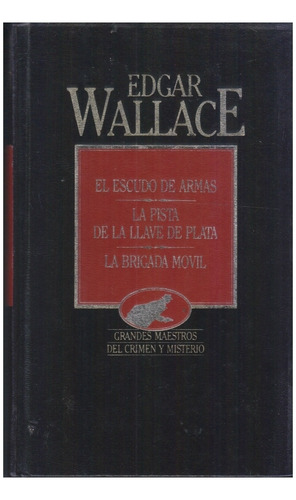 EDGAR
WALLACE
EL ESCUDO DE ARMAS
LA PISTA
DE LA LLAVE DE PLATA
LA BRIGADA MOVIL
GRANDES MAESTROS
DEL CRIMEN Y MISTERIO